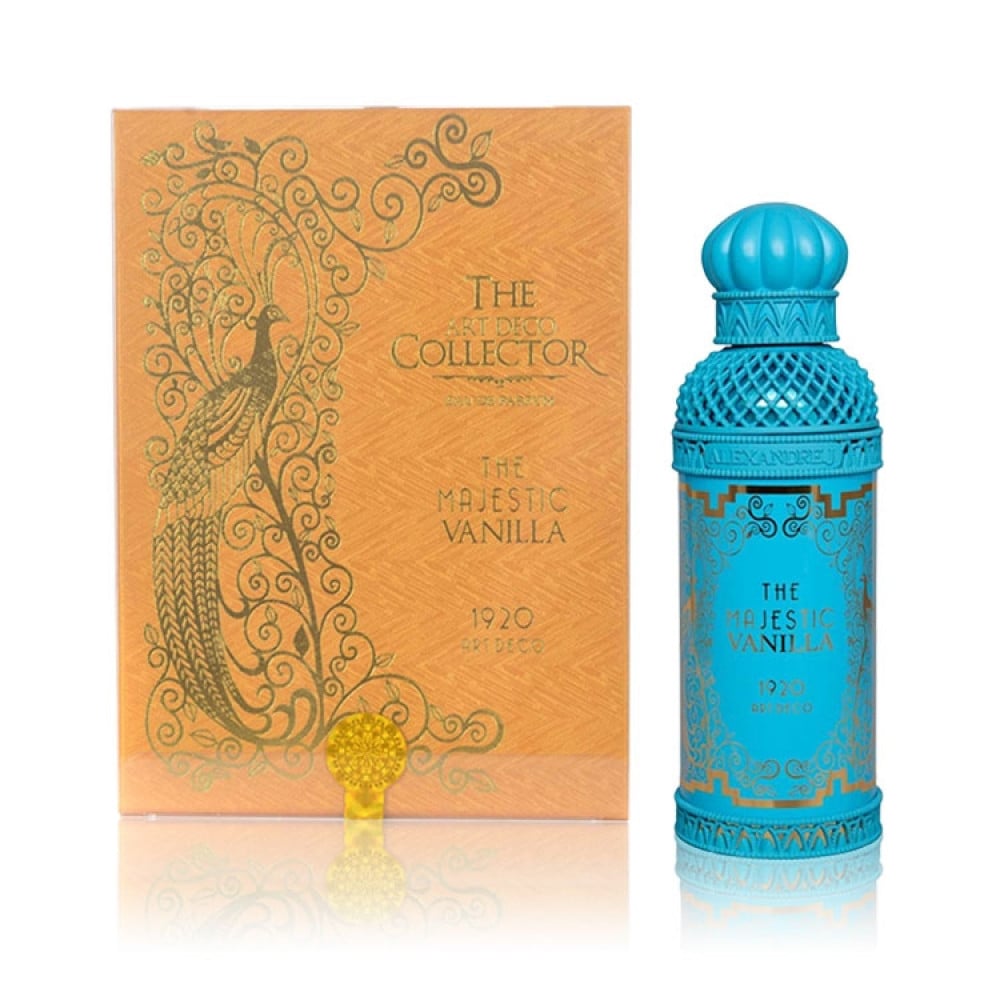 THE
ART DECO
COLLECTOR
EAU DE PARFUM
THE
MAJESTIC
VANILLA
1920
ART DECO
ALEXANDRE.J
THE
MAJESTIC
VANILLA
1920
ART DECO